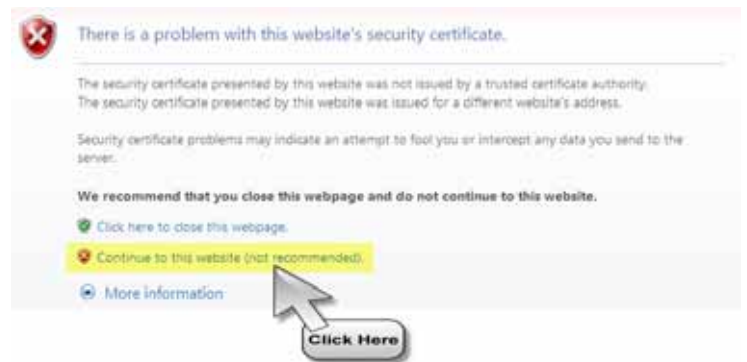 There is a problem with this website's security certificate.
The security certificate presented by this website was not issued by a trusted certificate authority.
The security certificate presented by this website was issued for a different website's address.
Security certificate problems may indicate an attempt to fool you or intercept any data you send to the
server.
We recommend that you close this webpage and do not continue to this website.
Click here to close this webpage.
Continue to this website (not recommended).
More information
Click Here